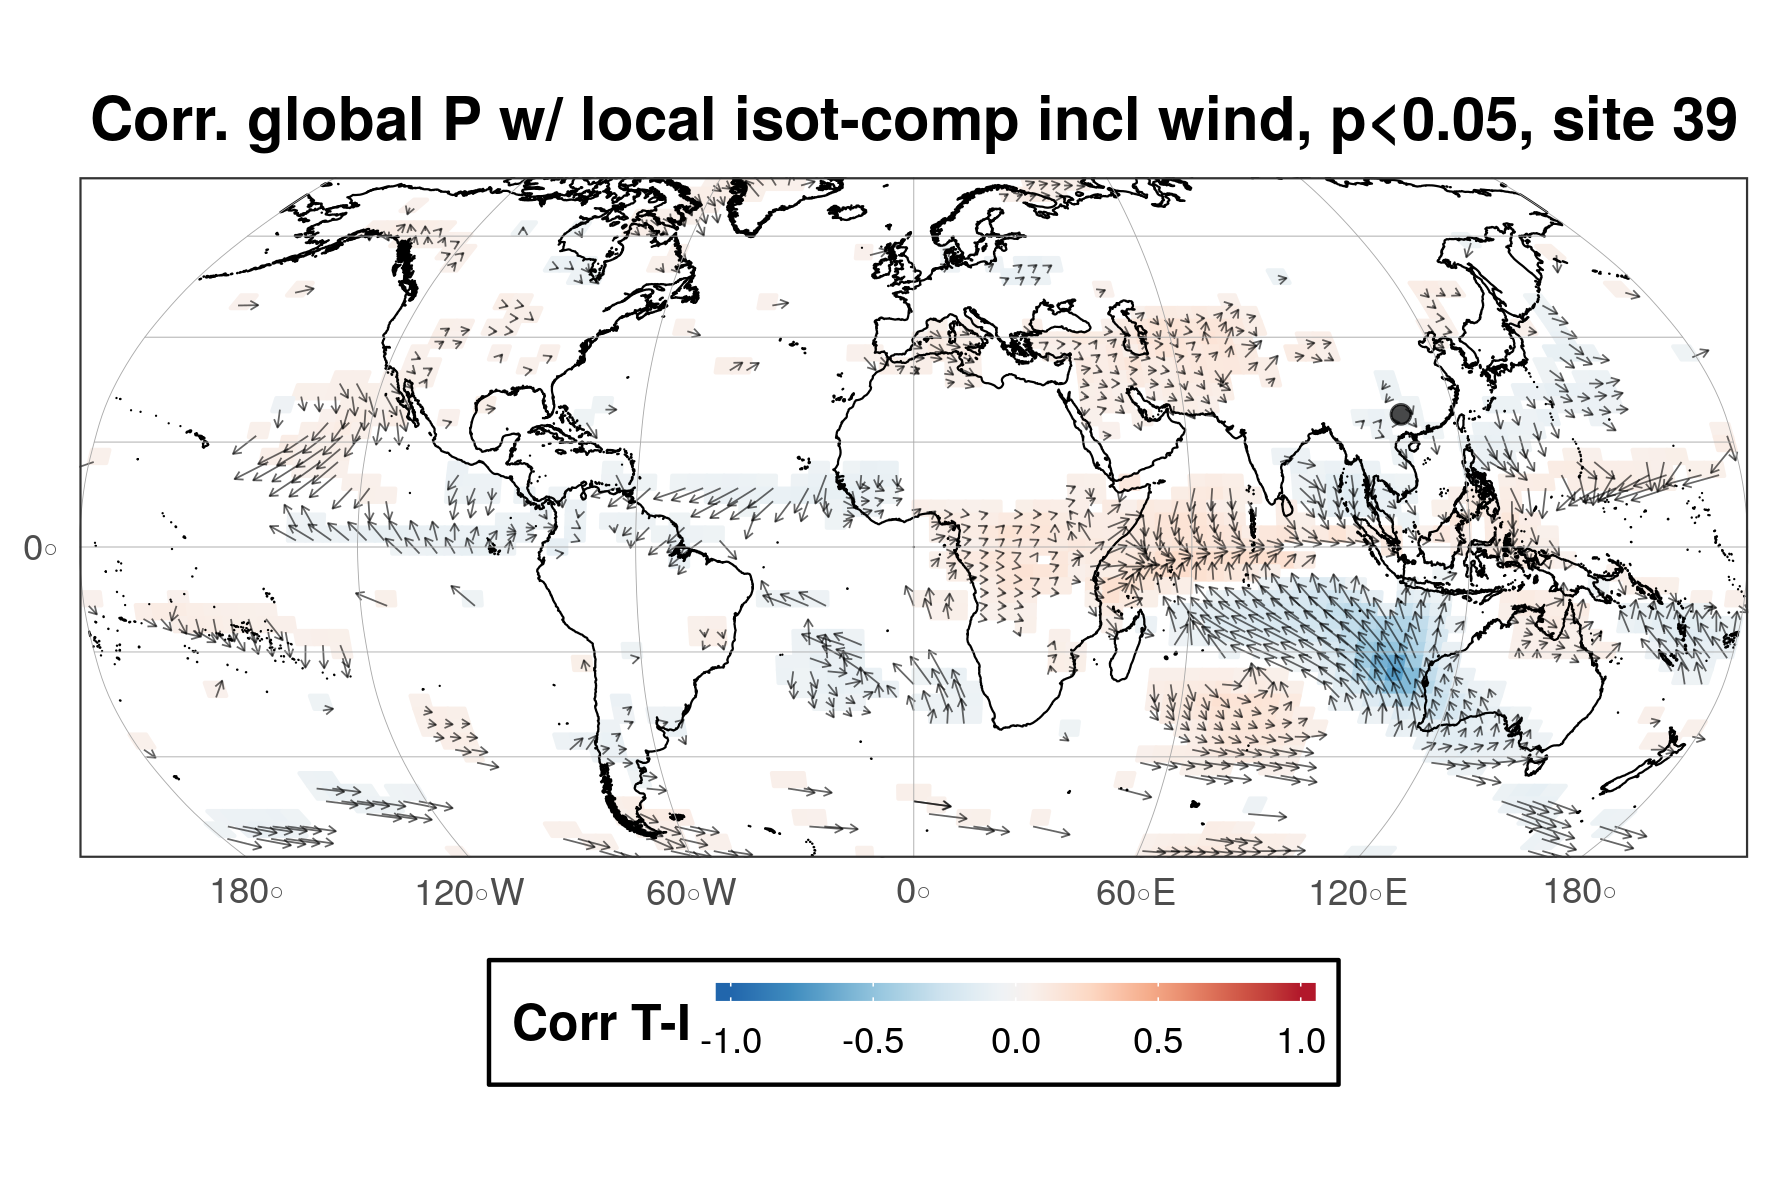 Corr. global P w/ local isot-comp incl wind, p<0.05, site 39
0○
180○ 120○W 60○W 0○ 60○E 120○E 180○
Corr T-I
-1.0 -0.5 0.0 0.5 1.0